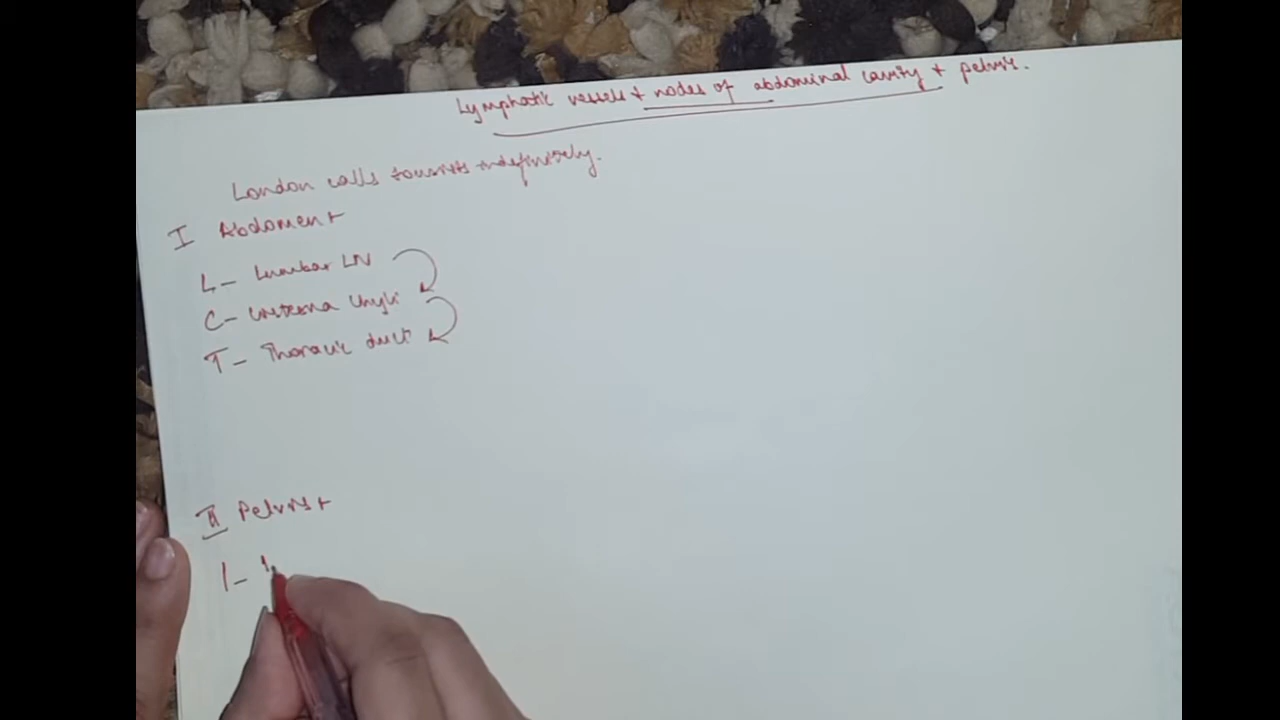 Lymphatic vessels + nodes of abdominal cavity + pelvis.
London calls tourists indefinitely.
I Abdomen +
L - Lumbar LN
C - Cisterna Chyli
T - Thoracic duct
II Pelvis +
I -